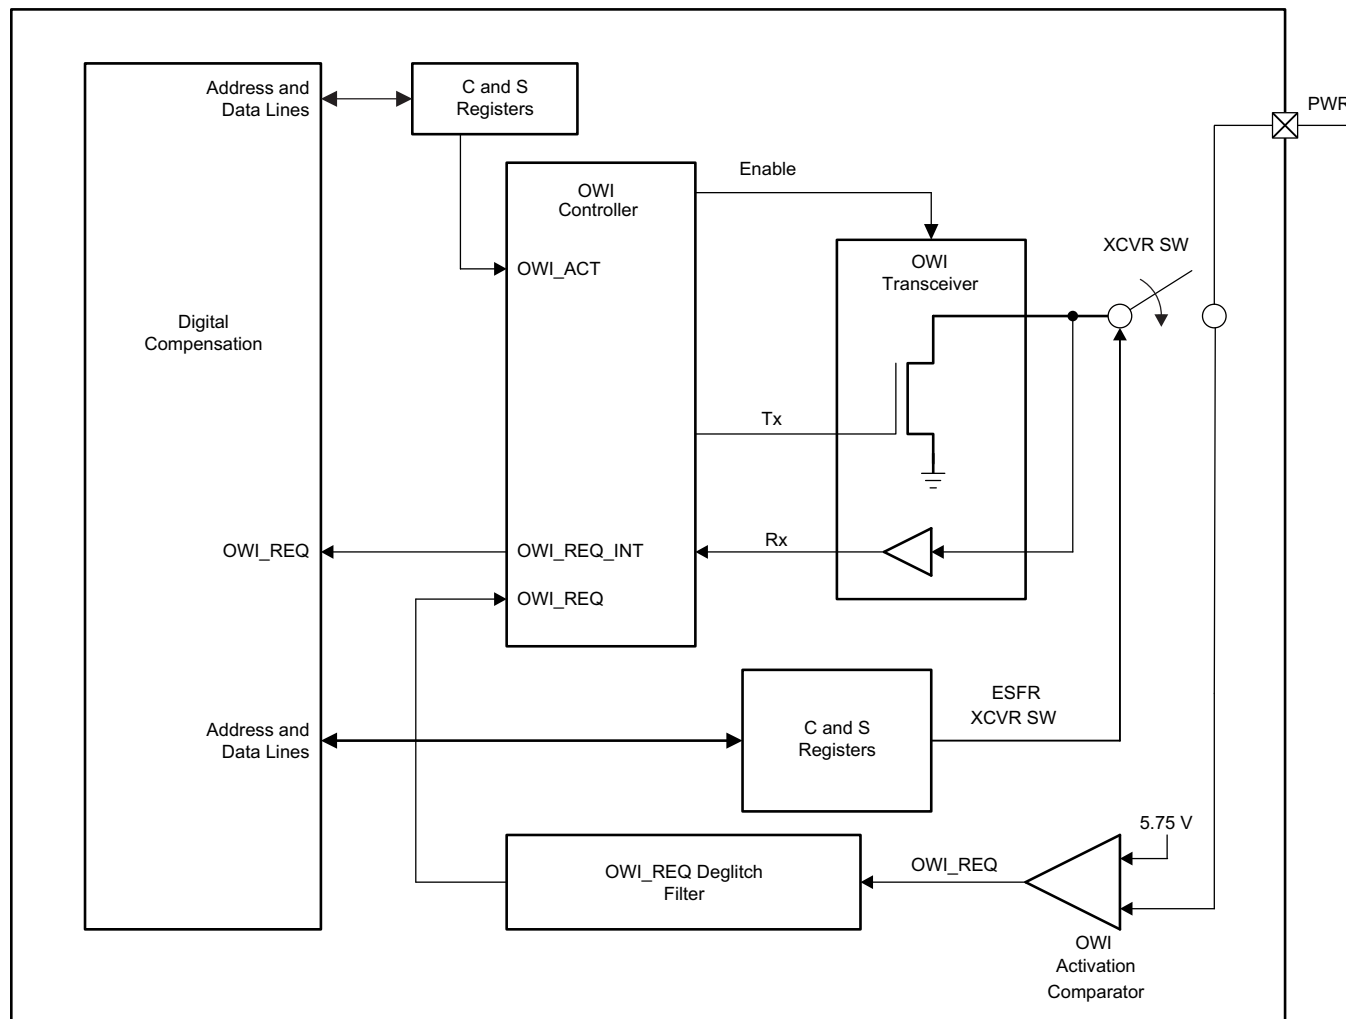 Address and
Data Lines
C and S
Registers
PWR
Enable
OWI
Controller
OWI_ACT
OWI
Transceiver
XCVR SW
Digital
Compensation
Tx
OWI_REQ
OWI_REQ_INT
Rx
OWI_REQ
Address and
Data Lines
C and S
Registers
ESFR
XCVR SW
5.75 V
OWI_REQ Deglitch
Filter
OWI_REQ
OWI
Activation
Comparator